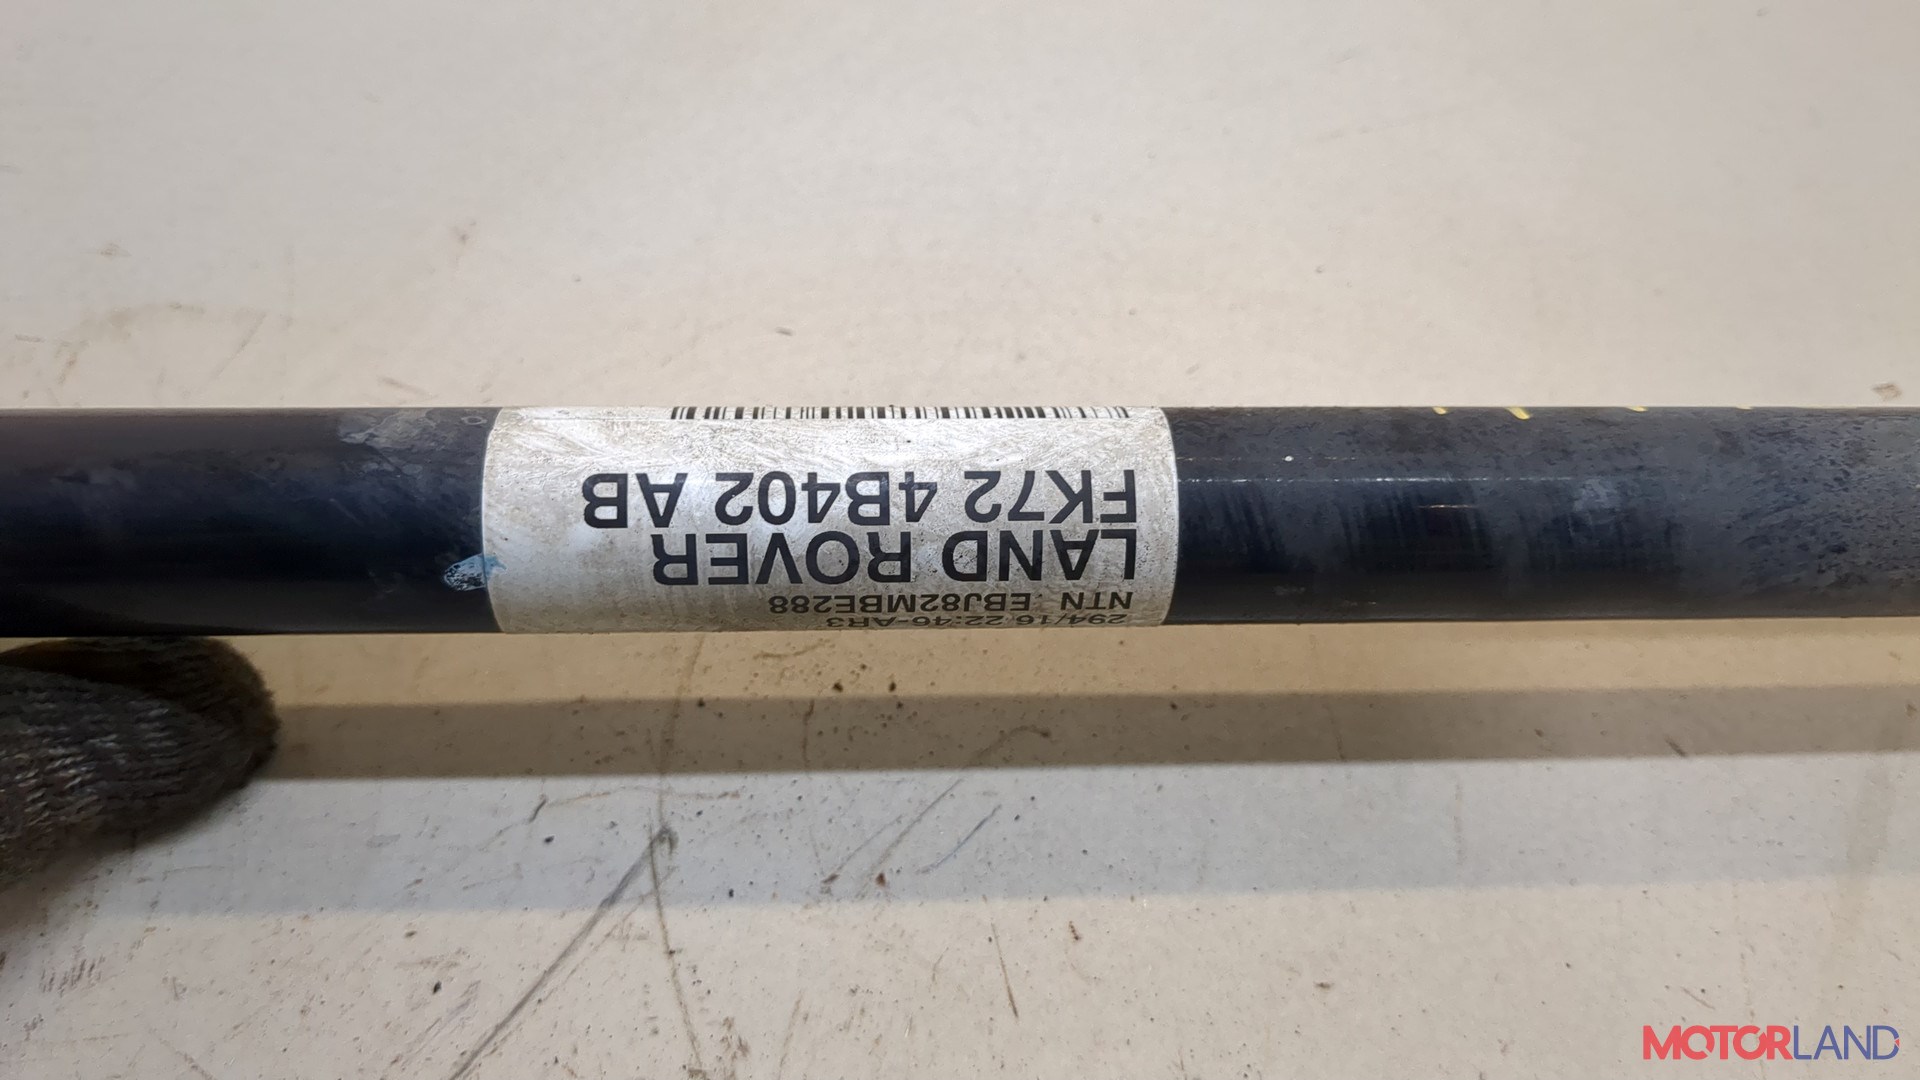 294/16 22:46-AR3
NTN . EBJ82MBE288
LAND ROVER
FK72 4B402 AB
MOTORLAND